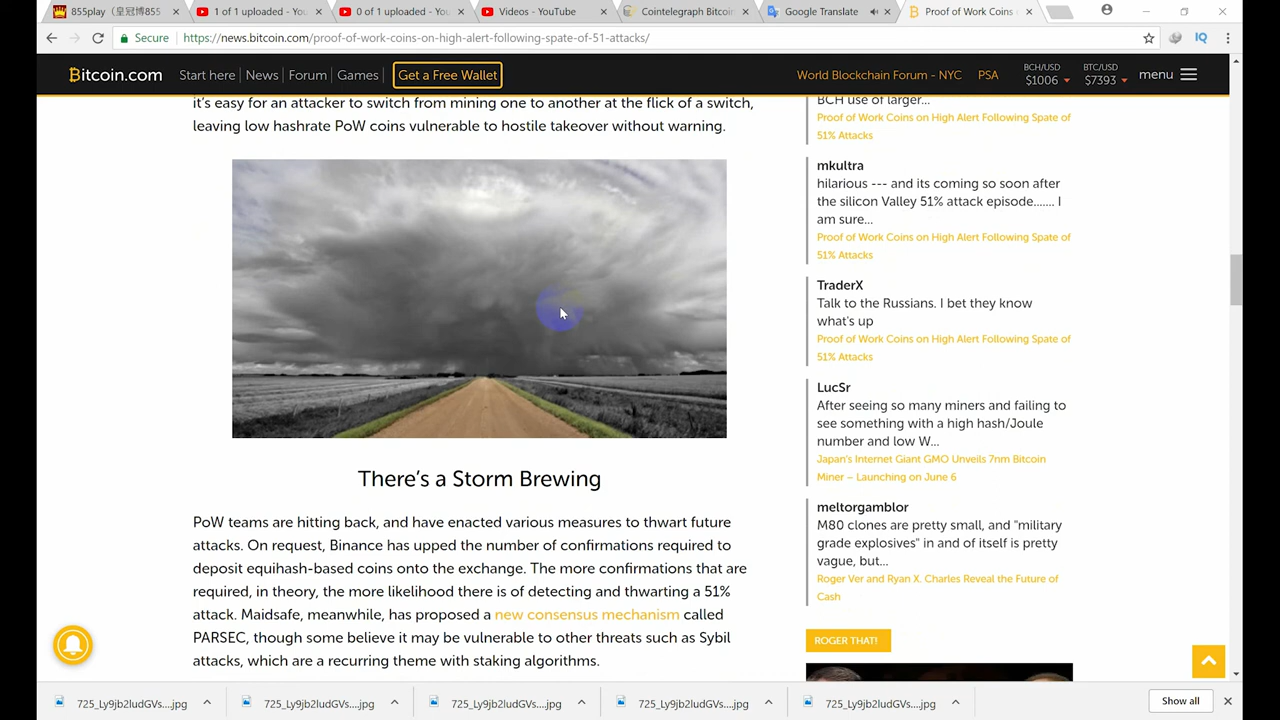 855play（皇冠博855
1 of 1 uploaded - YouTu
0 of 1 uploaded - YouTu
Videos - YouTube
Cointelegraph Bitcoin
Google Translate
Proof of Work Coins
Secure
https://news.bitcoin.com/proof-of-work-coins-on-high-alert-following-spate-of-51-attacks/
IQ
Bitcoin.com
Start here
News
Forum
Games
Get a Free Wallet
World Blockchain Forum - NYC
PSA
BCH/USD
$1006
BTC/USD
$7393
menu
it's easy for an attacker to switch from mining one to another at the flick of a switch,
leaving low hashrate PoW coins vulnerable to hostile takeover without warning.
There's a Storm Brewing
PoW teams are hitting back, and have enacted various measures to thwart future
attacks. On request, Binance has upped the number of confirmations required to
deposit equihash-based coins onto the exchange. The more confirmations that are
required, in theory, the more likelihood there is of detecting and thwarting a 51%
attack. Maidsafe, meanwhile, has proposed a new consensus mechanism called
PARSEC, though some believe it may be vulnerable to other threats such as Sybil
attacks, which are a recurring theme with staking algorithms.
BCH use of larger...
Proof of Work Coins on High Alert Following Spate of
51% Attacks
mkultra
hilarious --- and its coming so soon after
the silicon Valley 51% attack episode....... I
am sure...
Proof of Work Coins on High Alert Following Spate of
51% Attacks
TraderX
Talk to the Russians. I bet they know
what's up
Proof of Work Coins on High Alert Following Spate of
51% Attacks
LucSr
After seeing so many miners and failing to
see something with a high hash/Joule
number and low W...
Japan's Internet Giant GMO Unveils 7nm Bitcoin
Miner – Launching on June 6
meltorgamblor
M80 clones are pretty small, and "military
grade explosives" in and of itself is pretty
vague, but...
Roger Ver and Ryan X. Charles Reveal the Future of
Cash
ROGER THAT!
725_Ly9jb2ludGVs....jpg
725_Ly9jb2ludGVs....jpg
725_Ly9jb2ludGVs....jpg
725_Ly9jb2ludGVs....jpg
725_Ly9jb2ludGVs....jpg
Show all